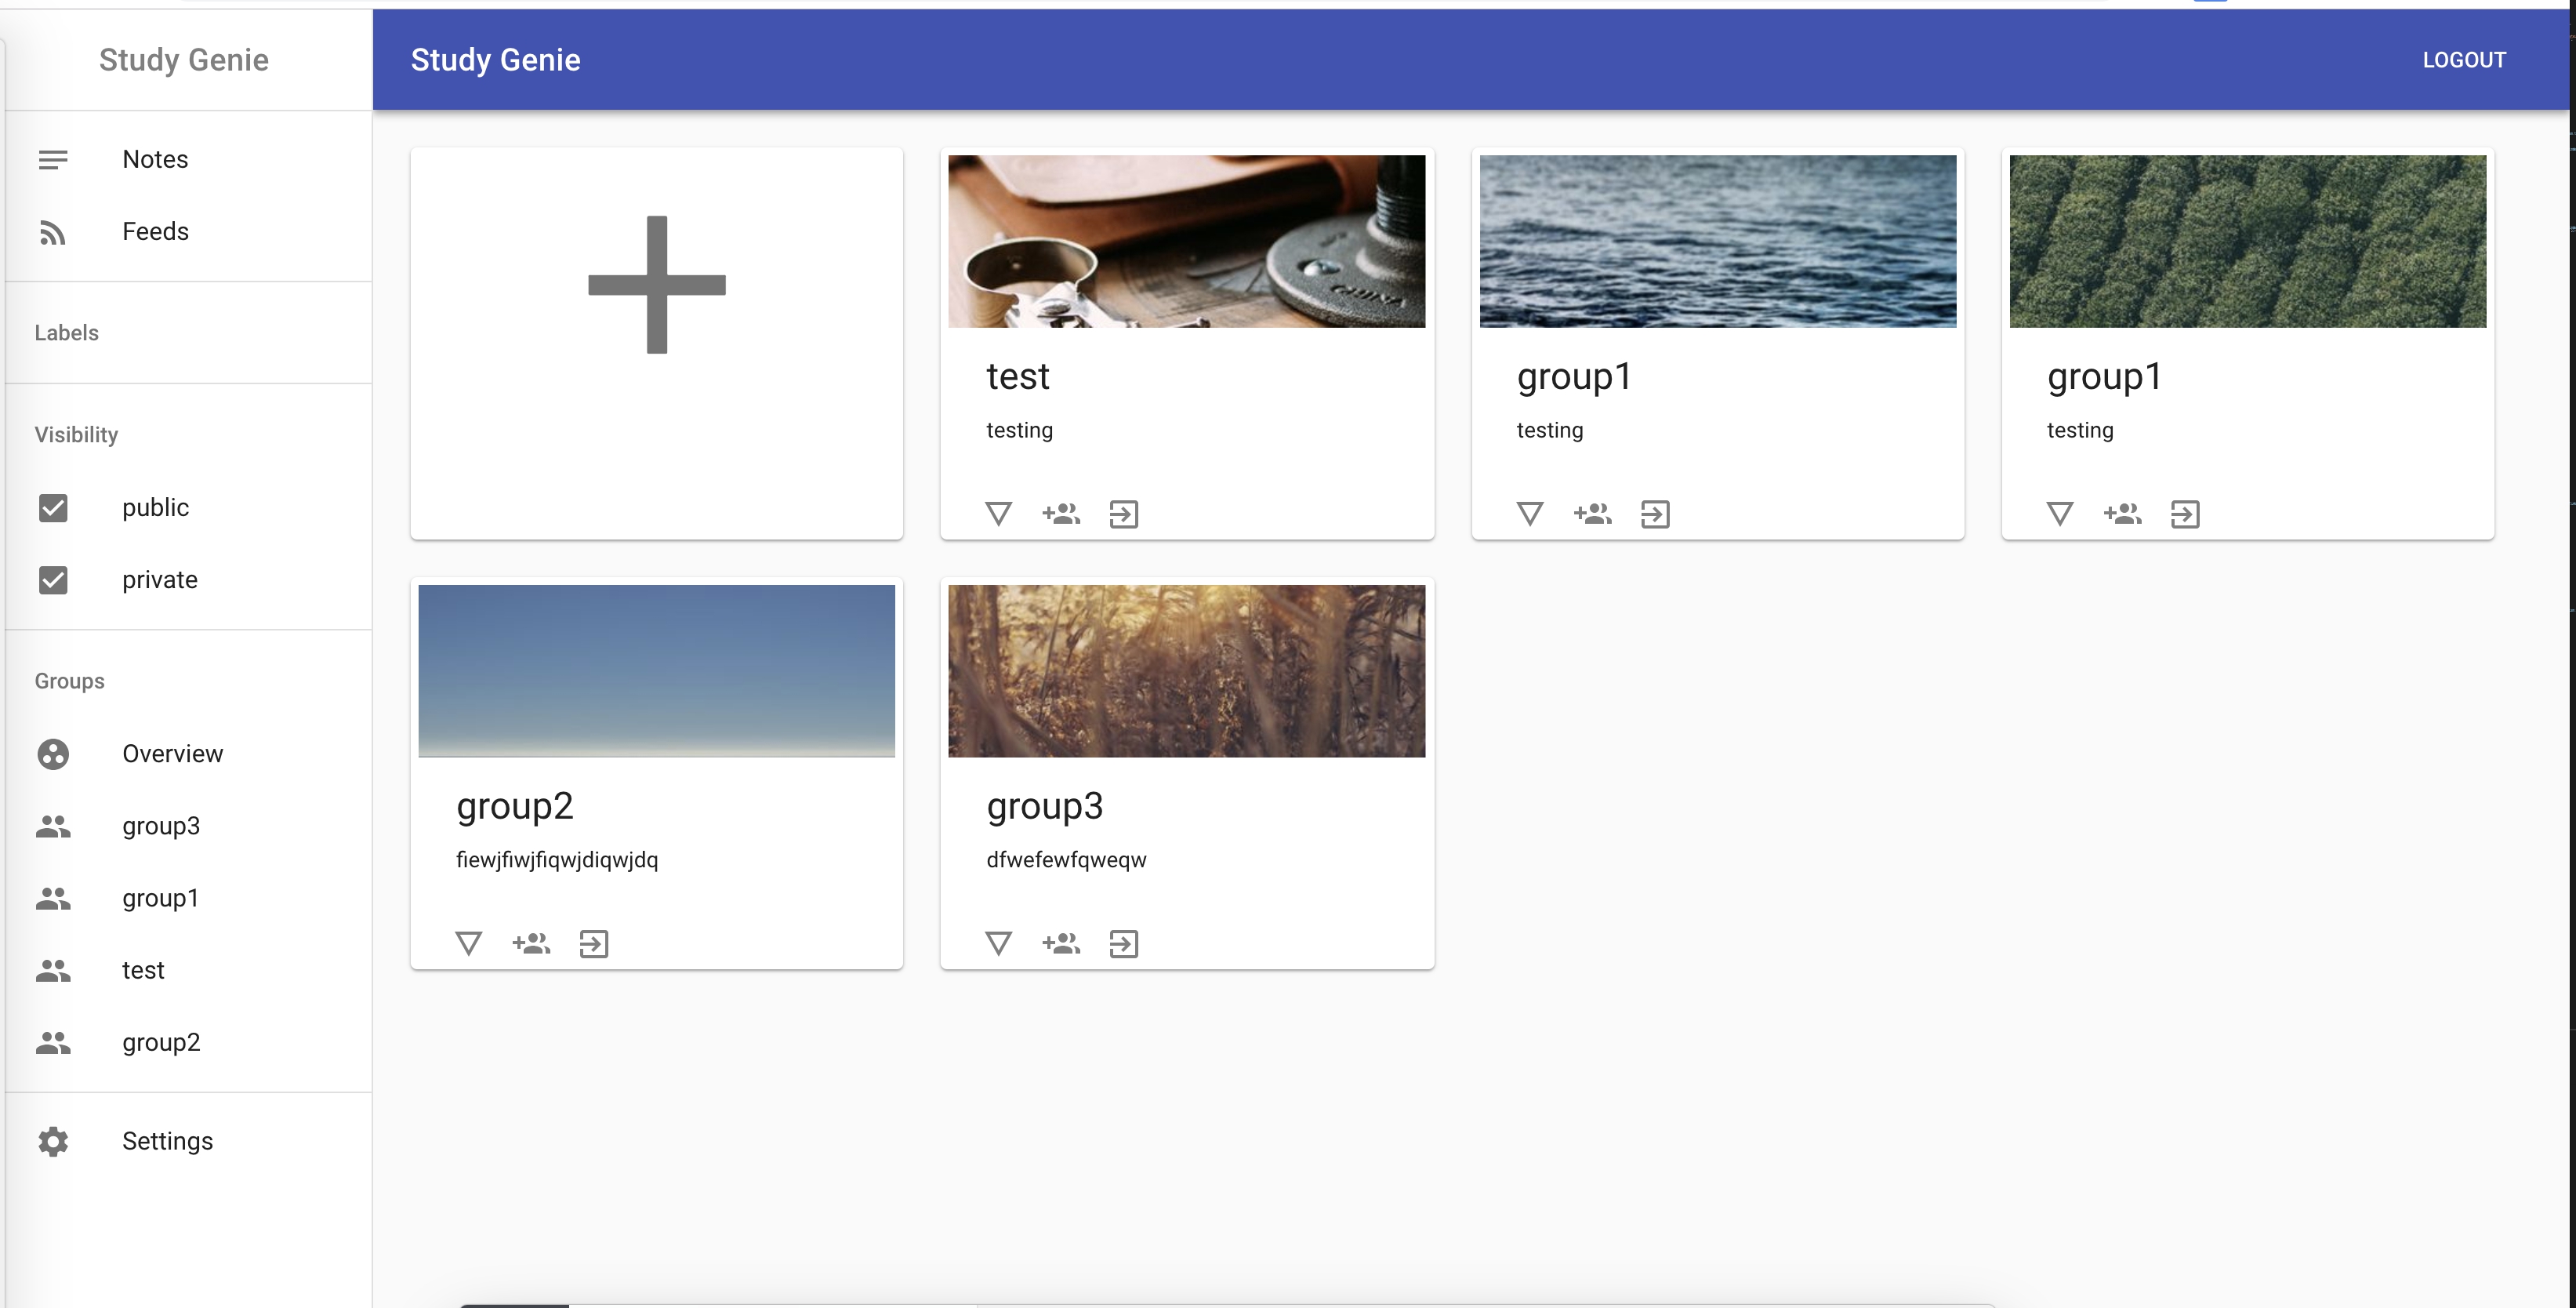 Study Genie
Notes
Feeds
Labels
Visibility
public
private
Groups
Overview
group3
group1
test
group2
Settings
Study Genie
LOGOUT
test
testing
group1
testing
group1
testing
group2
fiewjfiwjfiqwjdiqwjdq
group3
dfwefewfqweqw